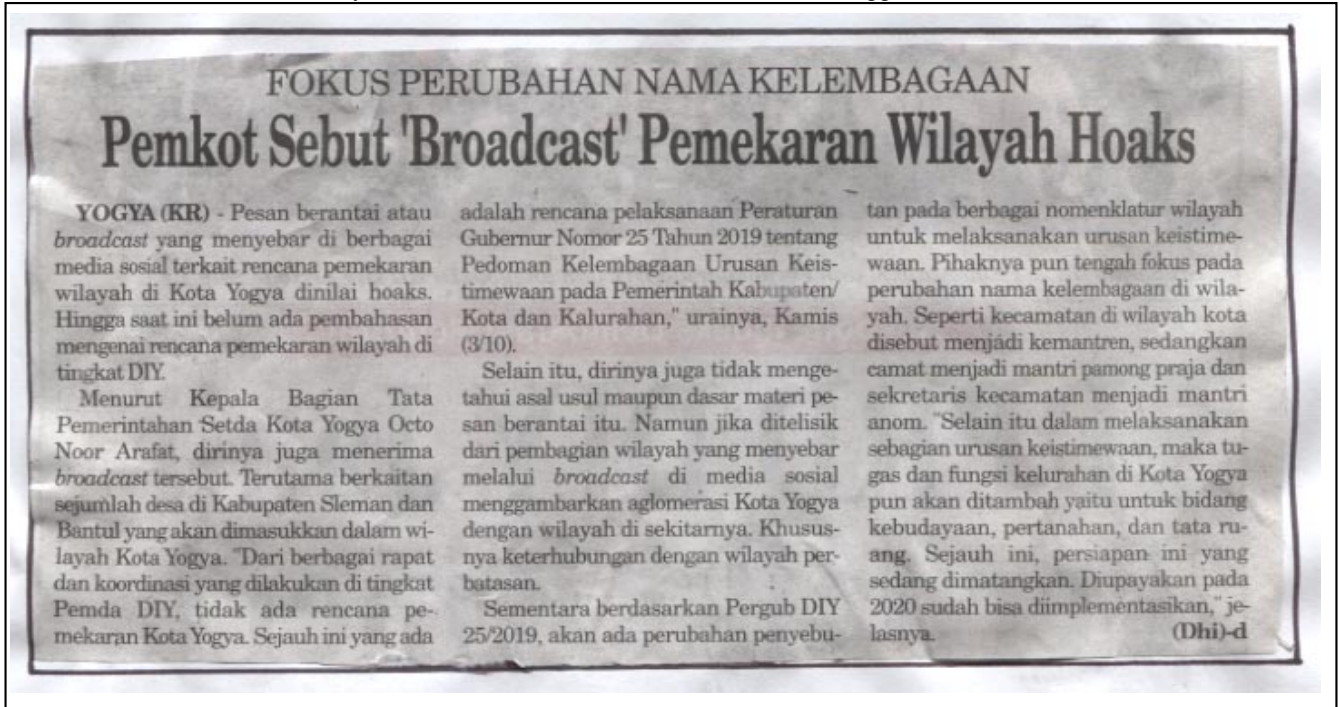 FOKUS PERUBAHAN NAMA KELEMBAGAAN
Pemkot Sebut 'Broadcast' Pemekaran Wilayah Hoaks
YOGYA (KR) - Pesan berantai atau
broadcast yang menyebar di berbagai
media sosial terkait rencana pemekaran
wilayah di Kota Yogya dinilai hoaks.
Hingga saat ini belum ada pembahasan
mengenai rencana pemekaran wilayah di
tingkat DIY.
Menurut Kepala Bagian Tata
Pemerintahan Setda Kota Yogya Octo
Noor Arafat, dirinya juga menerima
broadcast tersebut. Terutama berkaitan
sejumlah desa di Kabupaten Sleman dan
Bantul yang akan dimasukkan dalam wi-
layah Kota Yogya. "Dari berbagai rapat
dan koordinasi yang dilakukan di tingkat
Pemda DIY, tidak ada rencana pe-
mekaran Kota Yogya. Sejauh ini yang ada
adalah rencana pelaksanaan Peraturan
Gubernur Nomor 25 Tahun 2019 tentang
Pedoman Kelembagaan Urusan Keis-
timewaan pada Pemerintah Kabupaten/
Kota dan Kalurahan," urainya, Kamis
(3/10).
Selain itu, dirinya juga tidak menge-
tahui asal usul maupun dasar materi pe-
san berantai itu. Namun jika ditelisik
dari pembagian wilayah yang menyebar
melalui broadcast di media sosial
menggambarkan aglomerasi Kota Yogya
dengan wilayah di sekitarnya. Khusus-
nya keterhubungan dengan wilayah per-
batasan.
Sementara berdasarkan Pergub DIY
25/2019, akan ada perubahan penyebu-
tan pada berbagai nomenklatur wilayah
untuk melaksanakan urusan keistime-
waan. Pihaknya pun tengah fokus pada
perubahan nama kelembagaan di wila-
yah. Seperti kecamatan di wilayah kota
disebut menjadi kemantren, sedangkan
camat menjadi mantri pamong praja dan
sekretaris kecamatan menjadi mantri
anom. "Selain itu dalam melaksanakan
sebagian urusan keistimewaan, maka tu-
gas dan fungsi kelurahan di Kota Yogya
pun akan ditambah yaitu untuk bidang
kebudayaan, pertanahan, dan tata ru-
ang. Sejauh ini, persiapan ini yang
sedang dimatangkan. Diupayakan pada
2020 sudah bisa diimplementasikan," je-
lasnya. (Dhi)-d